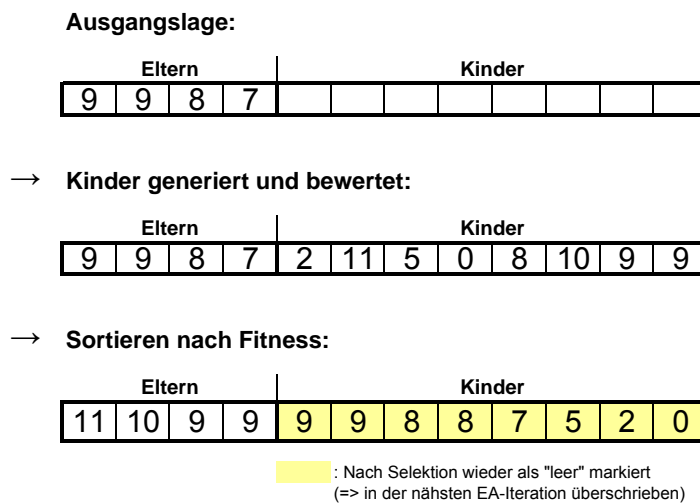 Ausgangslage:
Eltern Kinder
9 9 8 7
→ Kinder generiert und bewertet:
Eltern Kinder
9 9 8 7 2 11 5 0 8 10 9 9
→ Sortieren nach Fitness:
Eltern Kinder
11 10 9 9 9 9 8 8 7 5 2 0
: Nach Selektion wieder als "leer" markiert
(=> in der nähsten EA-Iteration überschrieben)